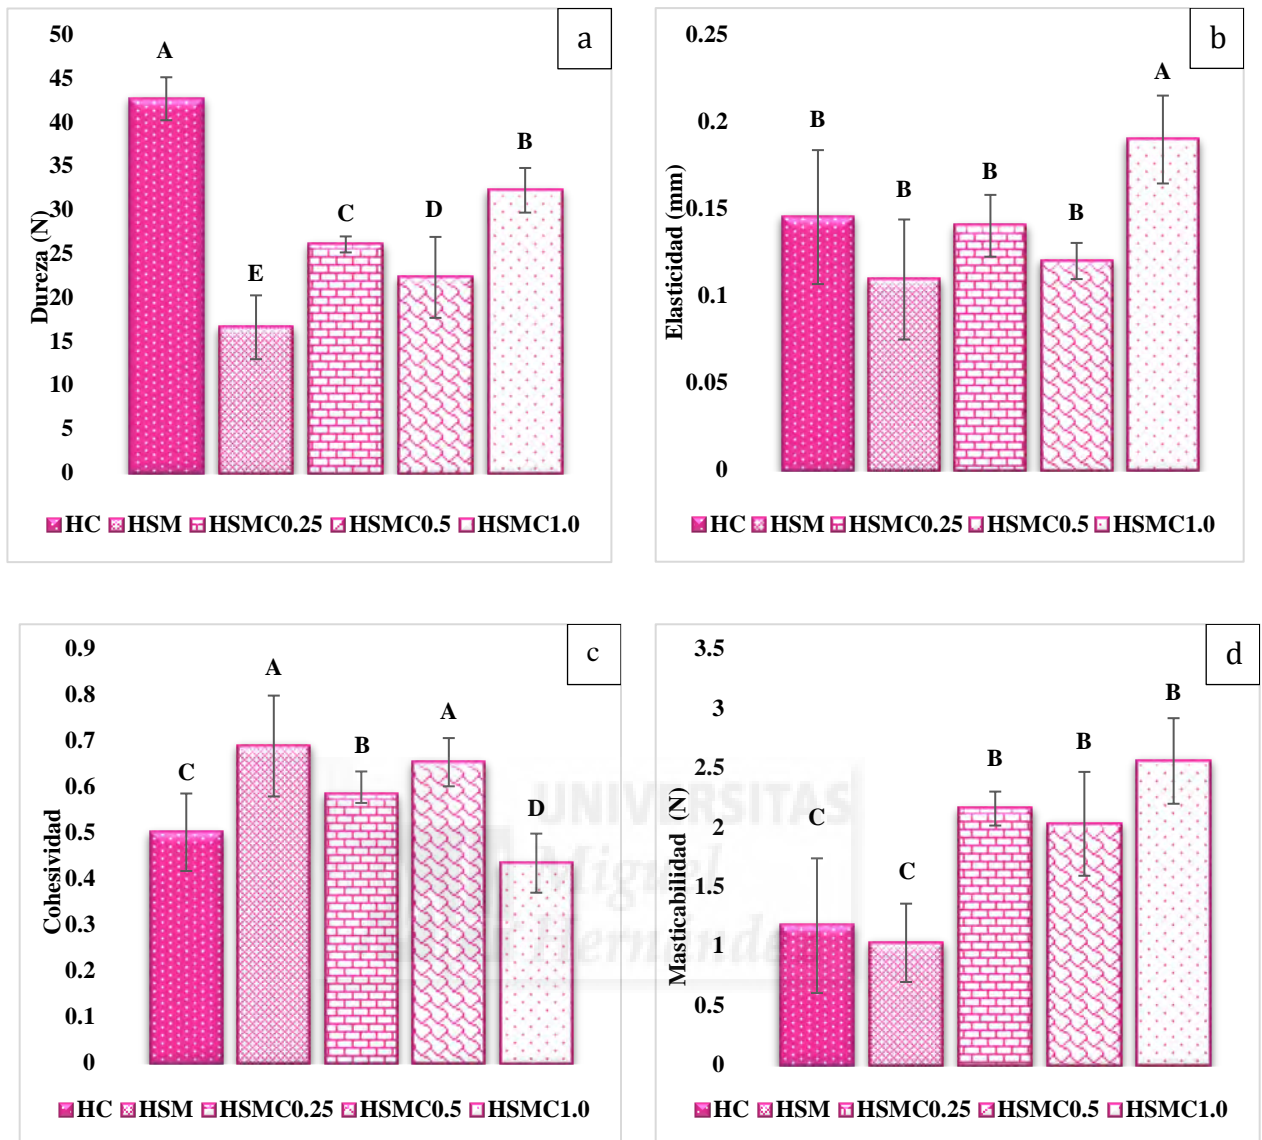 a
50
45
40
35
30
25
20
15
10
5
0
Dureza (N)
A
E
C
D
B
HC HSM HSMC0.25 HSMC0.5 HSMC1.0
b
0.25
0.2
0.15
0.1
0.05
0
Elasticidad (mm)
B
B
B
B
A
HC HSM HSMC0.25 HSMC0.5 HSMC1.0
c
0.9
0.8
0.7
0.6
0.5
0.4
0.3
0.2
0.1
0
Cohesividad
C
A
B
A
D
HC HSM HSMC0.25 HSMC0.5 HSMC1.0
d
3.5
3
2.5
2
1.5
1
0.5
0
Masticabilidad (N)
C
C
B
B
B
HC HSM HSMC0.25 HSMC0.5 HSMC1.0
UNIVERSITAS
Miguel
Hernández